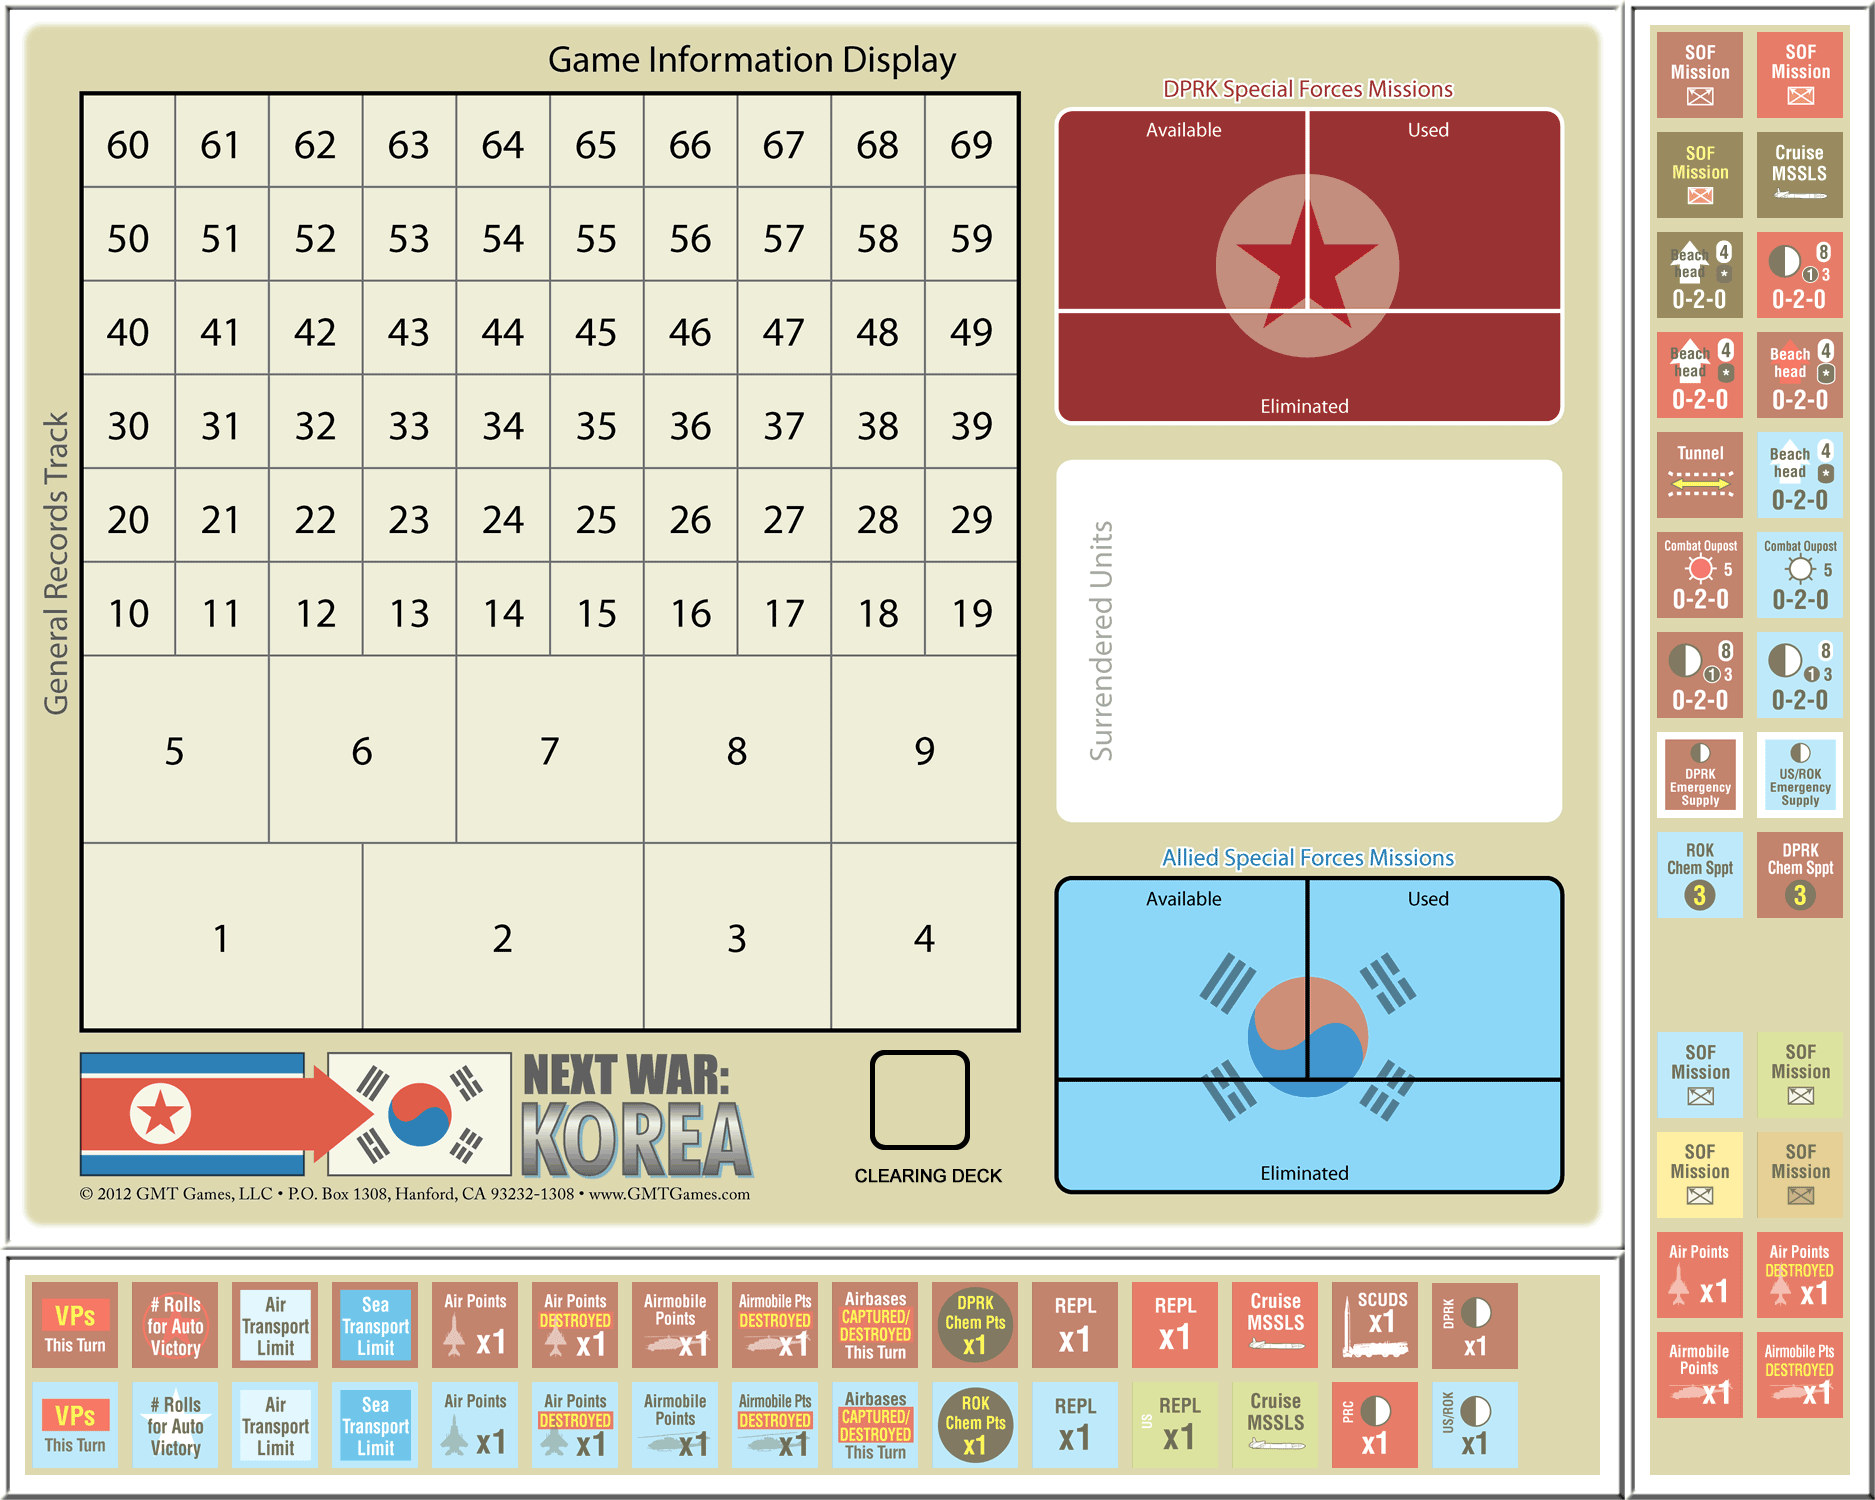 Game Information Display
General Records Track
60 61 62 63 64 65 66 67 68 69
50 51 52 53 54 55 56 57 58 59
40 41 42 43 44 45 46 47 48 49
30 31 32 33 34 35 36 37 38 39
20 21 22 23 24 25 26 27 28 29
10 11 12 13 14 15 16 17 18 19
5 6 7 8 9
1 2 3 4
NEXT WAR:
KOREA
© 2012 GMT Games, LLC • P.O. Box 1308, Hanford, CA 93232-1308 • www.GMTGames.com
CLEARING DECK
DPRK Special Forces Missions
Available
Used
Eliminated
Surrendered Units
Allied Special Forces Missions
Available
Used
Eliminated
SOF
Mission
SOF
Mission
SOF
Mission
Cruise
MSSLS
Beach 4
head *
0-2-0
8
1 3
0-2-0
Beach 4
head *
0-2-0
Beach 4
head *
0-2-0
Tunnel
Beach 4
head *
0-2-0
Combat Oupost
5
0-2-0
Combat Oupost
5
0-2-0
8
1 3
0-2-0
8
1 3
0-2-0
DPRK
Emergency
Supply
US/ROK
Emergency
Supply
ROK
Chem Sppt
3
DPRK
Chem Sppt
3
SOF
Mission
SOF
Mission
SOF
Mission
SOF
Mission
Air Points
x1
Air Points
DESTROYED
x1
Airmobile
Points
x1
Airmobile Pts
DESTROYED
x1
VPs
This Turn
# Rolls
for Auto
Victory
Air
Transport
Limit
Sea
Transport
Limit
Air Points
x1
Air Points
DESTROYED
x1
Airmobile
Points
x1
Airmobile Pts
DESTROYED
x1
Airbases
CAPTURED/
DESTROYED
This Turn
DPRK
Chem Pts
x1
REPL
x1
REPL
x1
Cruise
MSSLS
SCUDS
x1
DPRK
x1
VPs
This Turn
# Rolls
for Auto
Victory
Air
Transport
Limit
Sea
Transport
Limit
Air Points
x1
Air Points
DESTROYED
x1
Airmobile
Points
x1
Airmobile Pts
DESTROYED
x1
Airbases
CAPTURED/
DESTROYED
This Turn
ROK
Chem Pts
x1
REPL
x1
US
REPL
x1
Cruise
MSSLS
PRC
x1
US/ROK
x1